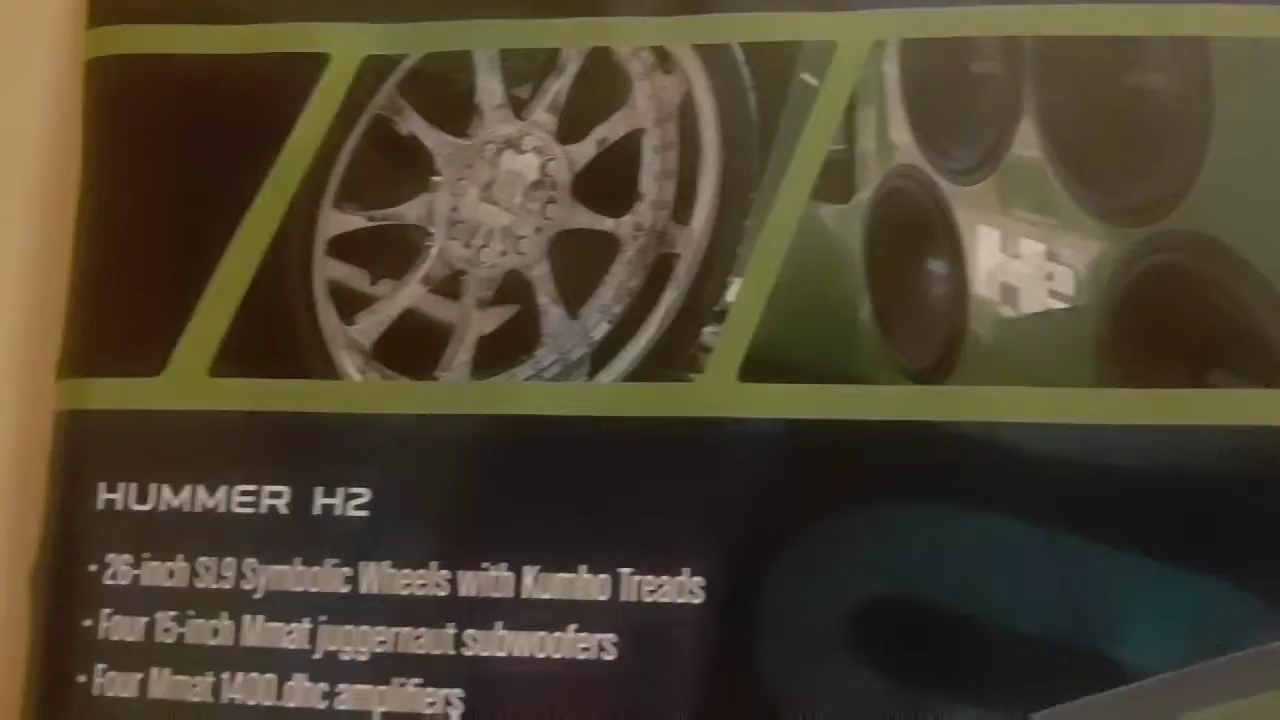 He
HUMMER H2
· 26-inch SL9 Symbolic Wheels with Kumho Treads
· Four 15-inch Mmat juggernaut subwoofers
· Four Mmat 1400.dhc amplifiers